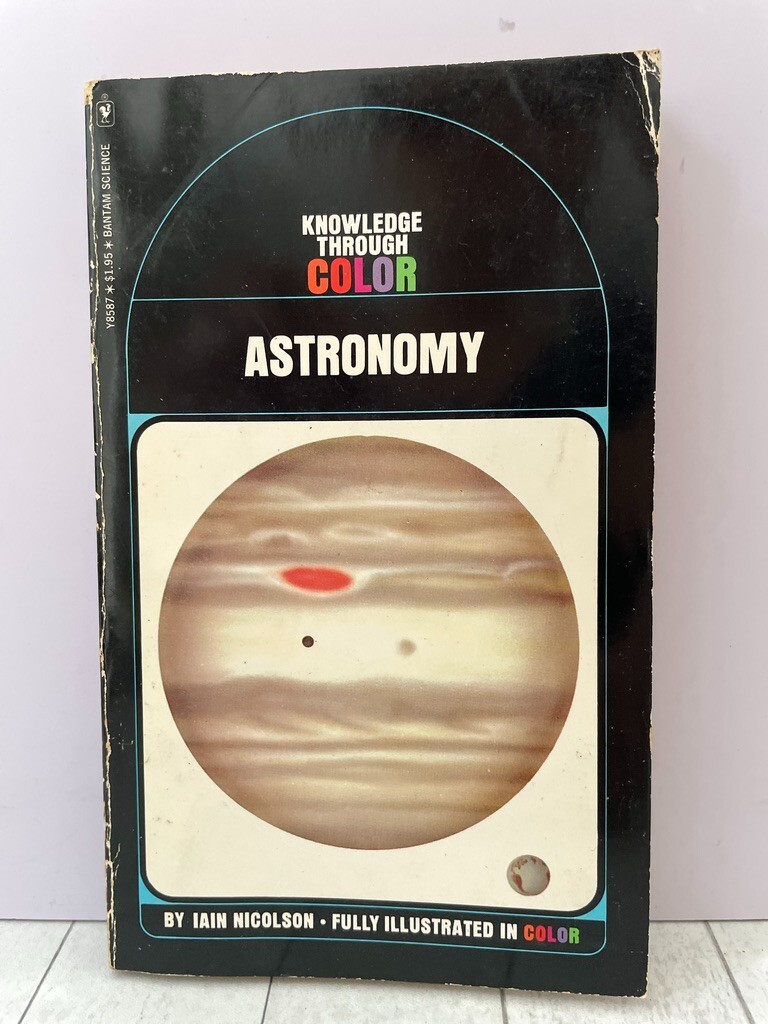 Y8587 * $1.95 * BANTAM SCIENCE
KNOWLEDGE
THROUGH
COLOR
ASTRONOMY
BY IAIN NICOLSON • FULLY ILLUSTRATED IN COLOR